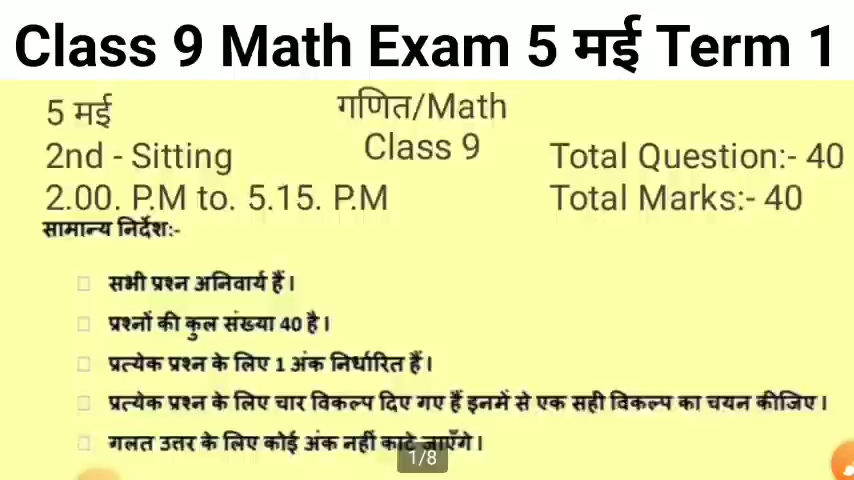 Class 9 Math Exam 5 मई Term 1
5 मई
गणित/Math
2nd - Sitting
Class 9
Total Question:- 40
2.00. P.M to. 5.15. P.M
Total Marks:- 40
सामान्य निर्देश:-
सभी प्रश्न अनिवार्य हैं।
प्रश्नों की कुल संख्या 40 है।
प्रत्येक प्रश्न के लिए 1 अंक निर्धारित हैं।
प्रत्येक प्रश्न के लिए चार विकल्प दिए गए हैं इनमें से एक सही विकल्प का चयन कीजिए।
गलत उत्तर के लिए कोई अंक नहीं काटे जाएँगे।
1/8